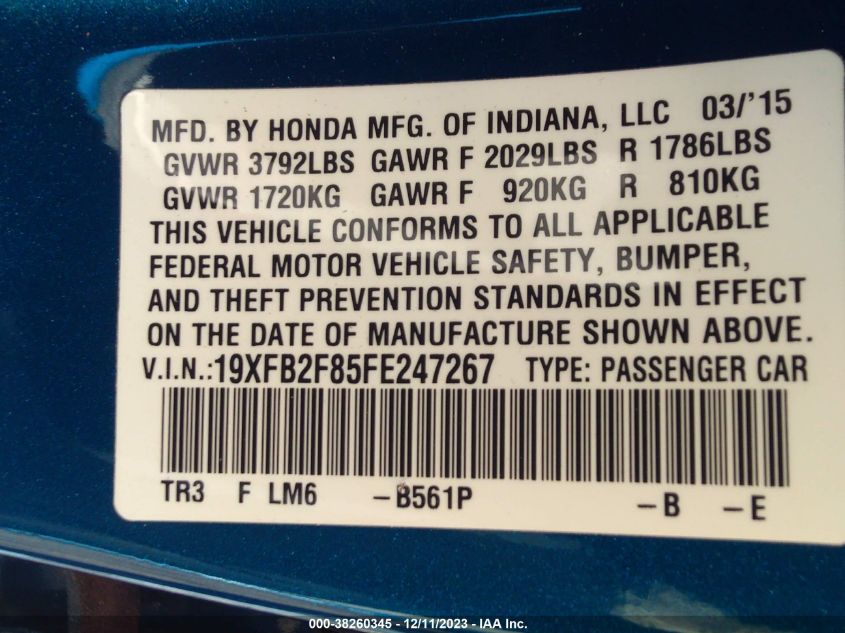 MFD. BY HONDA MFG. OF INDIANA, LLC 03/'15
GVWR 3792LBS GAWR F 2029LBS R 1786LBS
GVWR 1720KG GAWR F 920KG R 810KG
THIS VEHICLE CONFORMS TO ALL APPLICABLE
FEDERAL MOTOR VEHICLE SAFETY, BUMPER,
AND THEFT PREVENTION STANDARDS IN EFFECT
ON THE DATE OF MANUFACTURE SHOWN ABOVE.
V.I.N.:19XFB2F85FE247267 TYPE: PASSENGER CAR
TR3 F LM6 -B561P -B -E
000-38260345 - 12/11/2023 - IAA Inc.